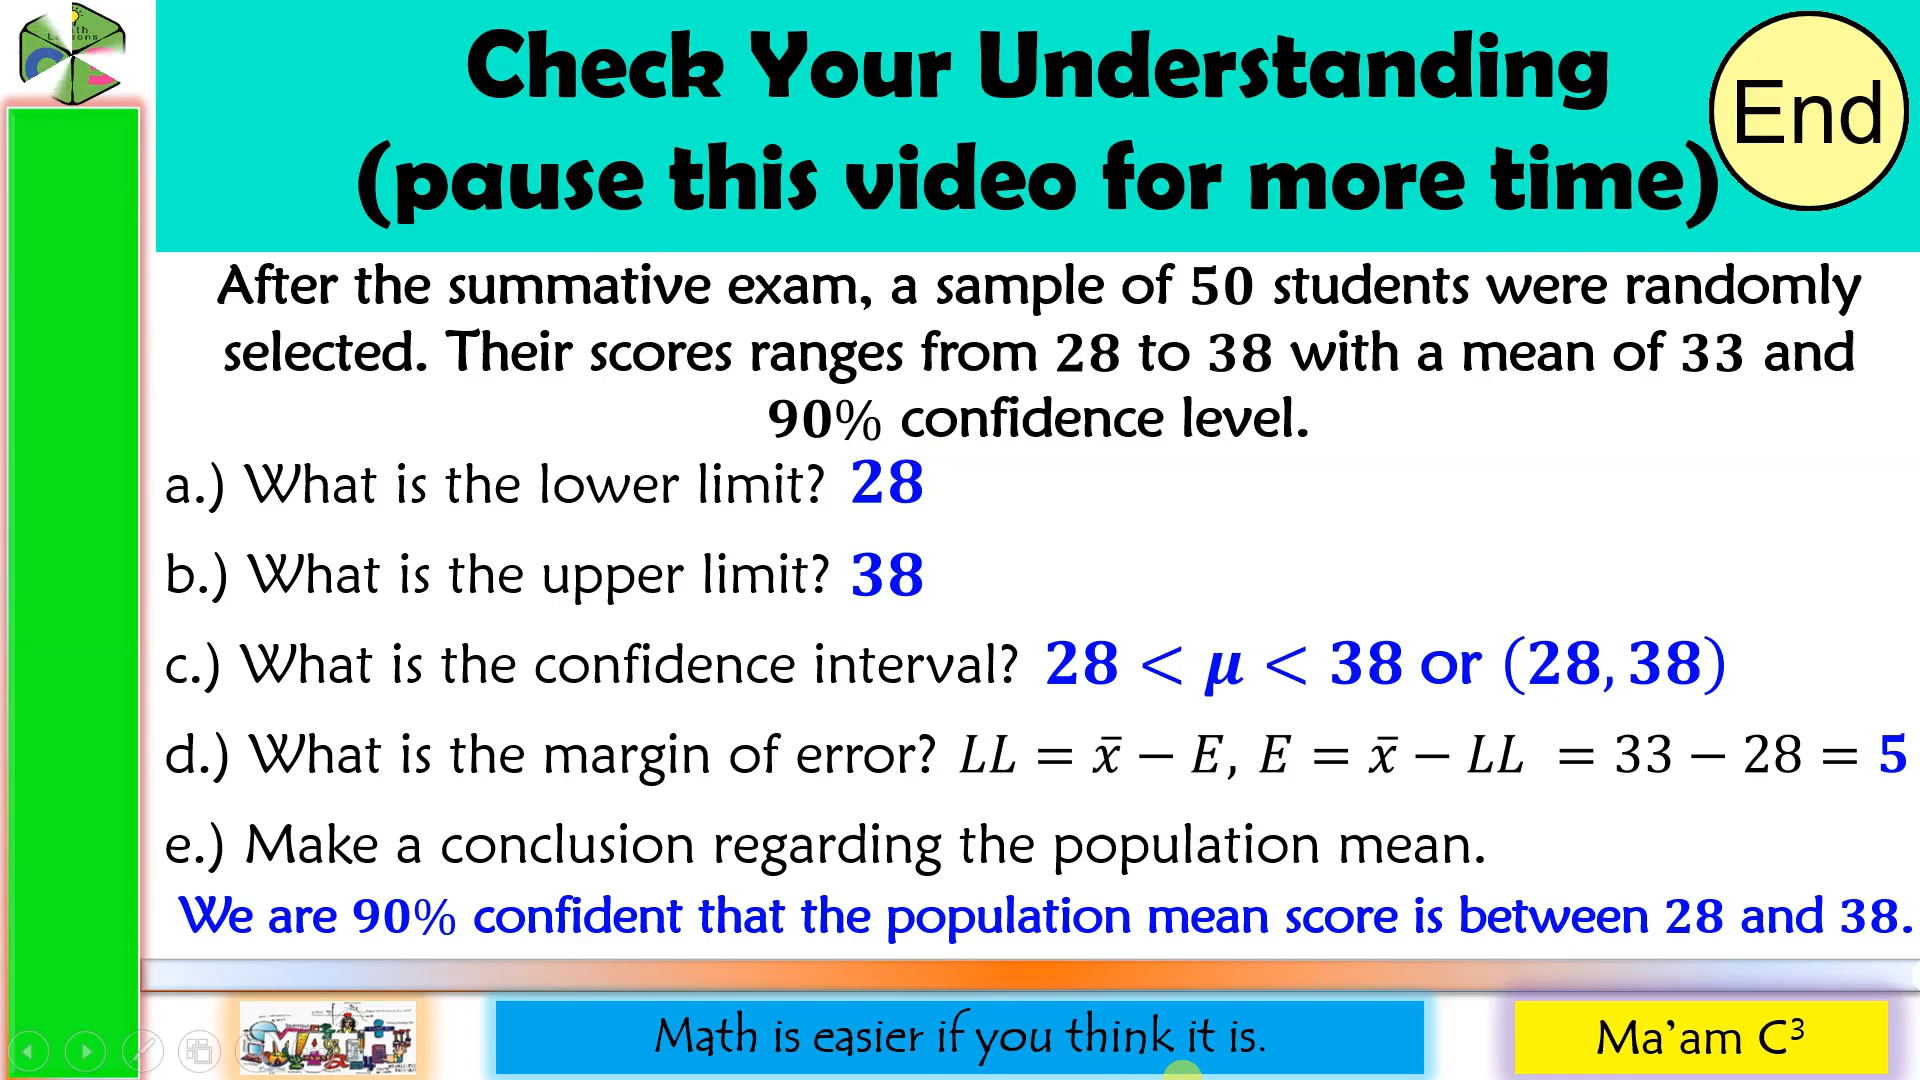 Check Your Understanding
(pause this video for more time)
End
After the summative exam, a sample of 50 students were randomly
selected. Their scores ranges from 28 to 38 with a mean of 33 and
90% confidence level.
a.) What is the lower limit? 28
b.) What is the upper limit? 38
c.) What is the confidence interval? 28 < μ < 38 or (28, 38)
d.) What is the margin of error? LL = x̄ − E, E = x̄ − LL = 33 − 28 = 5
e.) Make a conclusion regarding the population mean.
We are 90% confident that the population mean score is between 28 and 38.
MATH
Math is easier if you think it is.
Ma'am C³